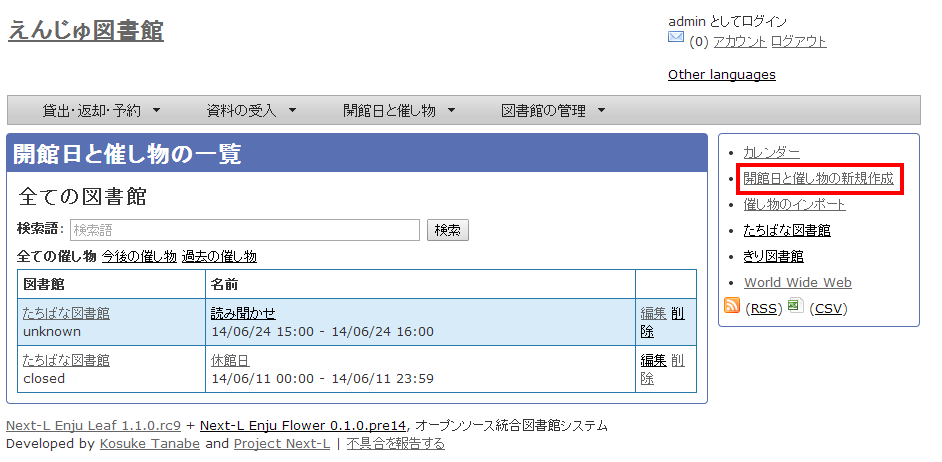 えんじゅ図書館
admin としてログイン
(0) アカウント ログアウト
Other languages
貸出・返却・予約 資料の受入 開館日と催し物 図書館の管理
開館日と催し物の一覧
全ての図書館
検索語: 検索語 検索
全ての催し物 今後の催し物 過去の催し物
図書館 名前
たちばな図書館 読み聞かせ 編集 削
unknown 14/06/24 15:00 - 14/06/24 16:00 除
たちばな図書館 休館日 編集 削
closed 14/06/11 00:00 - 14/06/11 23:59 除
カレンダー
開館日と催し物の新規作成
催し物のインポート
たちばな図書館
きり図書館
World Wide Web
(RSS) (CSV)
Next-L Enju Leaf 1.1.0.rc9 + Next-L Enju Flower 0.1.0.pre14, オープンソース統合図書館システム
Developed by Kosuke Tanabe and Project Next-L | 不具合を報告する